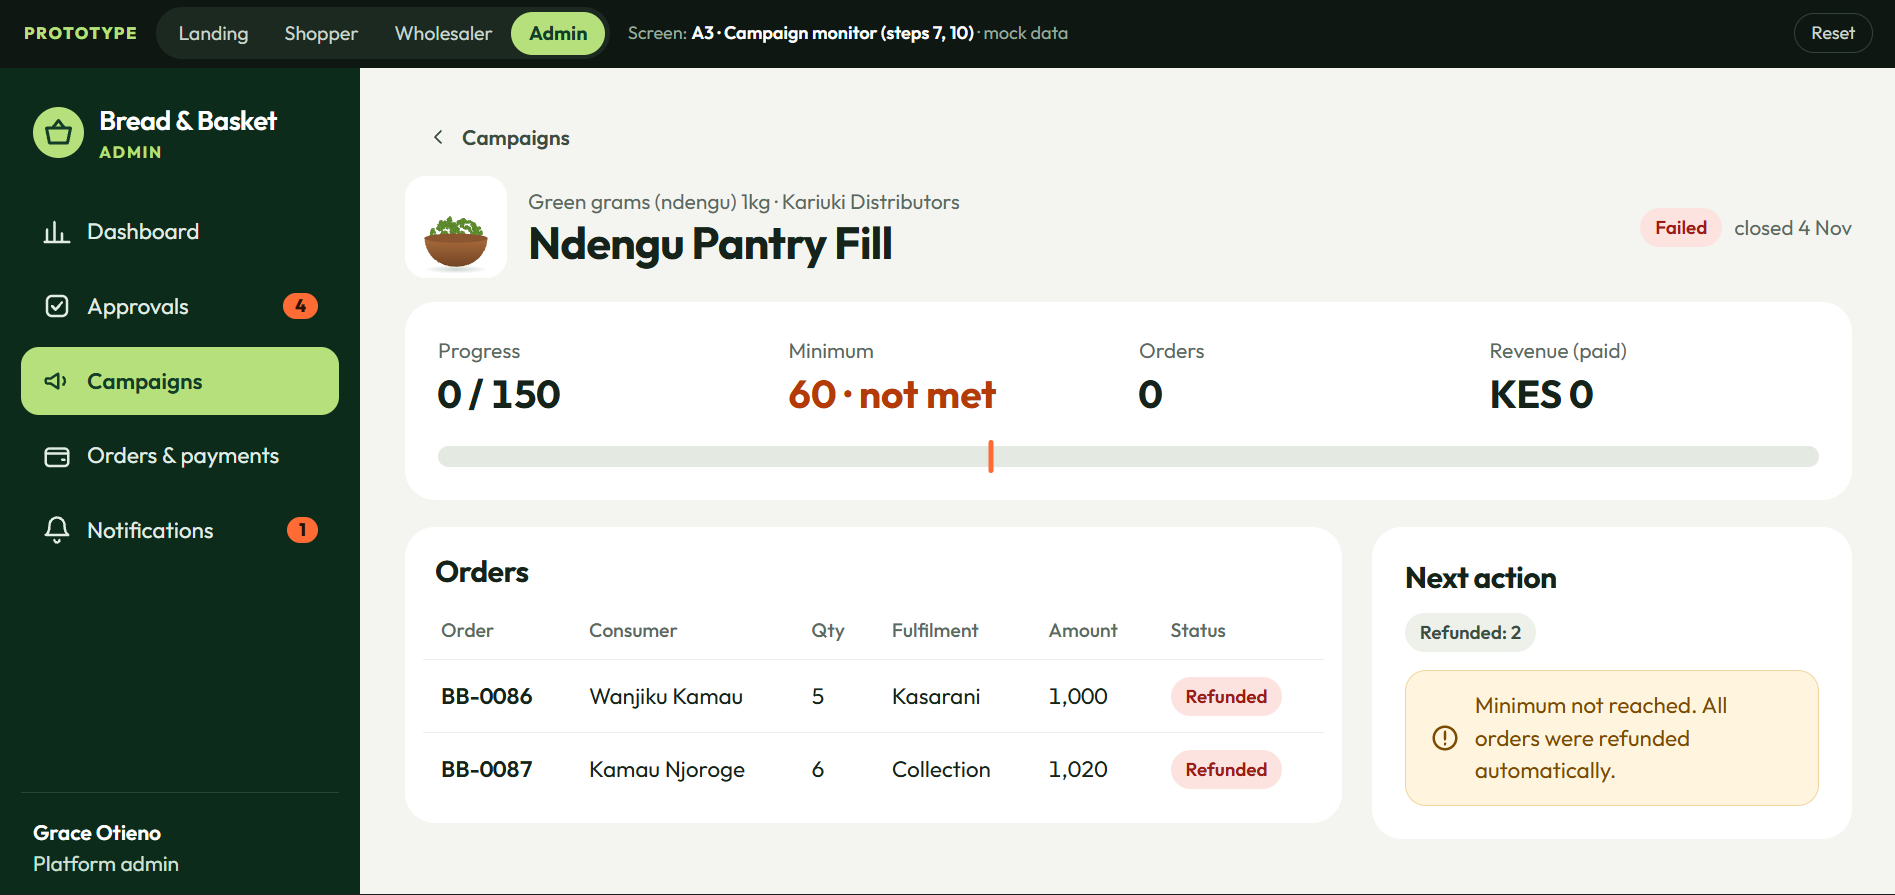 PROTOTYPE
Landing
Shopper
Wholesaler
Admin
Screen: A3 · Campaign monitor (steps 7, 10) · mock data
Reset
Bread & Basket
ADMIN
Dashboard
Approvals 4
Campaigns
Orders & payments
Notifications 1
Grace Otieno
Platform admin
Campaigns
Green grams (ndengu) 1kg · Kariuki Distributors
Ndengu Pantry Fill
Failed closed 4 Nov
Progress
0 / 150
Minimum
60 · not met
Orders
0
Revenue (paid)
KES 0
Orders
Order Consumer Qty Fulfilment Amount Status
BB-0086 Wanjiku Kamau 5 Kasarani 1,000 Refunded
BB-0087 Kamau Njoroge 6 Collection 1,020 Refunded
Next action
Refunded: 2
Minimum not reached. All
orders were refunded
automatically.